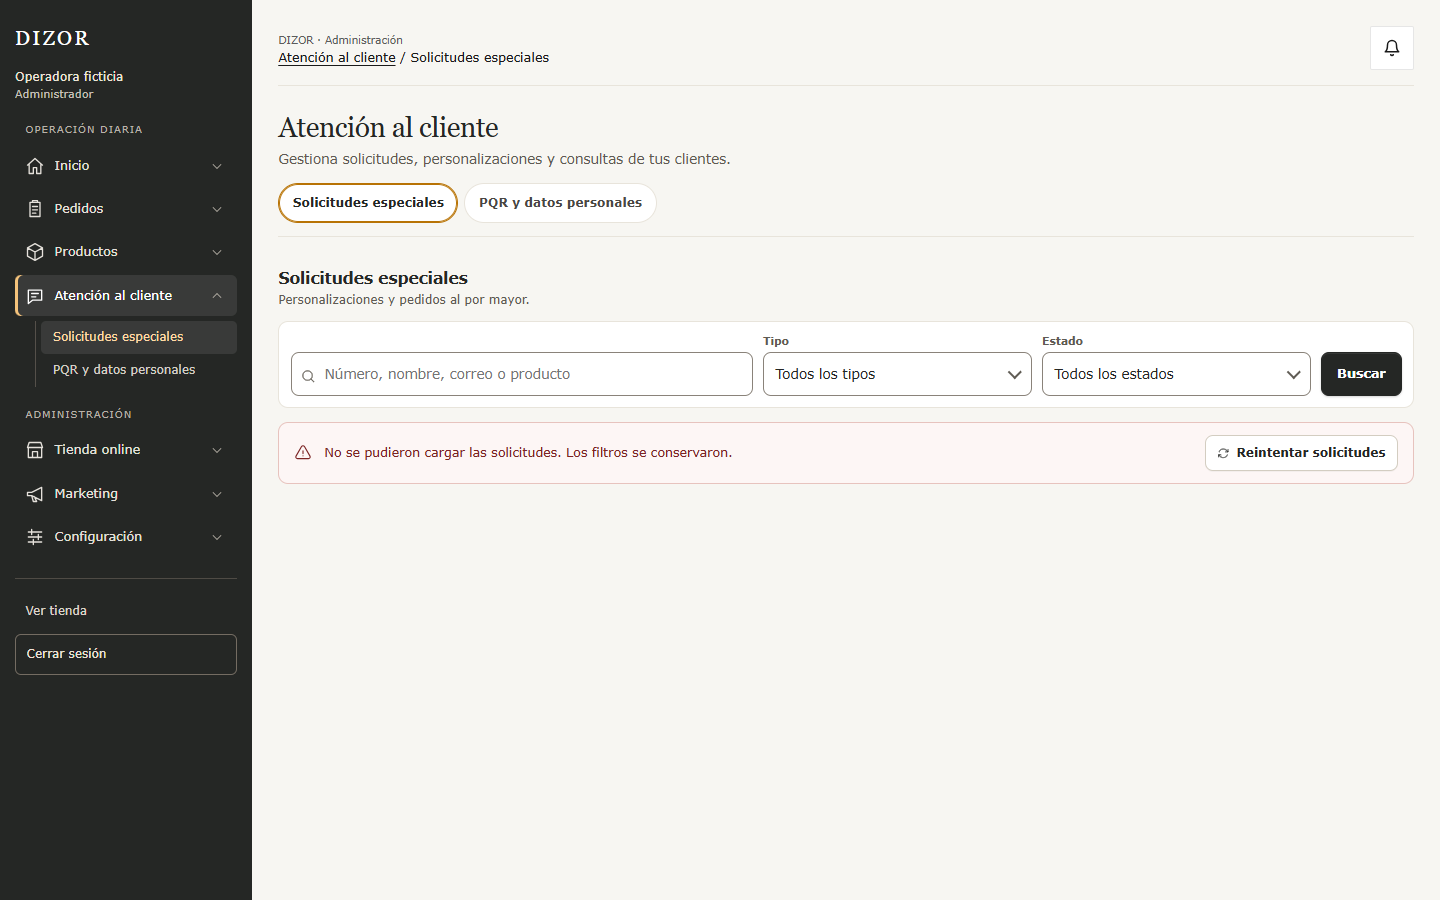 DIZOR
Operadora ficticia
Administrador
OPERACIÓN DIARIA
Inicio
Pedidos
Productos
Atención al cliente
Solicitudes especiales
PQR y datos personales
ADMINISTRACIÓN
Tienda online
Marketing
Configuración
Ver tienda
Cerrar sesión
DIZOR · Administración
Atención al cliente / Solicitudes especiales
Atención al cliente
Gestiona solicitudes, personalizaciones y consultas de tus clientes.
Solicitudes especiales PQR y datos personales
Solicitudes especiales
Personalizaciones y pedidos al por mayor.
Tipo Estado
Número, nombre, correo o producto Todos los tipos Todos los estados Buscar
No se pudieron cargar las solicitudes. Los filtros se conservaron. Reintentar solicitudes